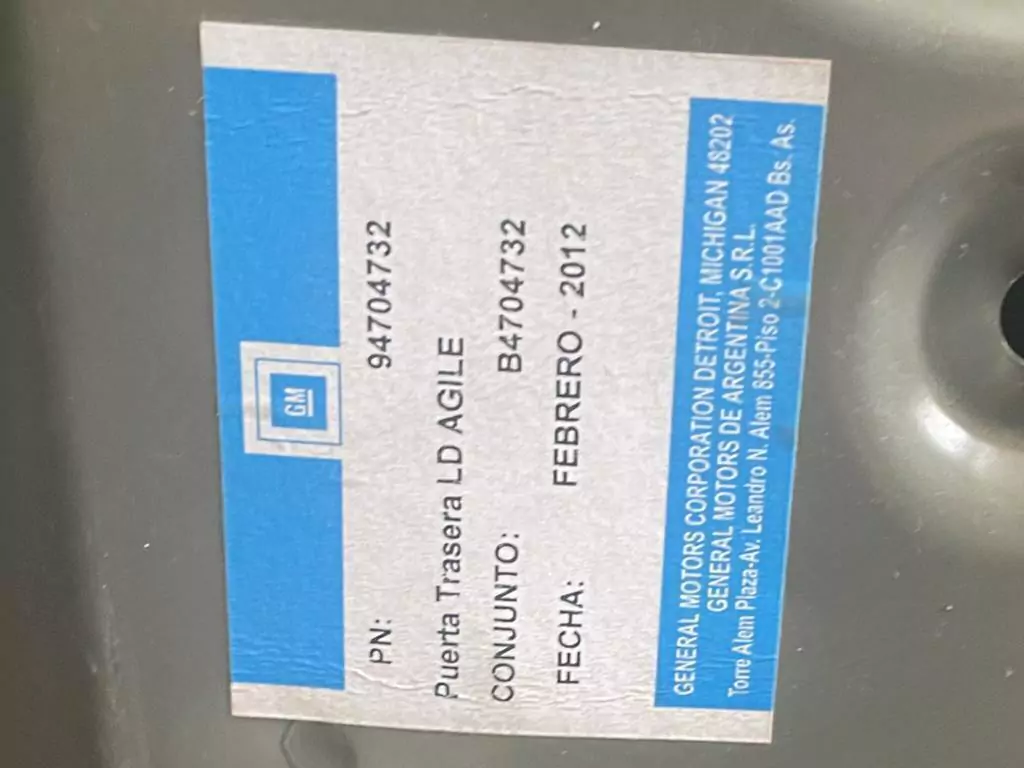 GM
PN: 94704732
Puerta Trasera LD AGILE
CONJUNTO: B4704732
FECHA: FEBRERO - 2012
GENERAL MOTORS CORPORATION DETROIT, MICHIGAN 48202
GENERAL MOTORS DE ARGENTINA S.R.L.
Torre Alem Plaza-Av. Leandro N. Alem 855-Piso 2-C1001AAD Bs. As.